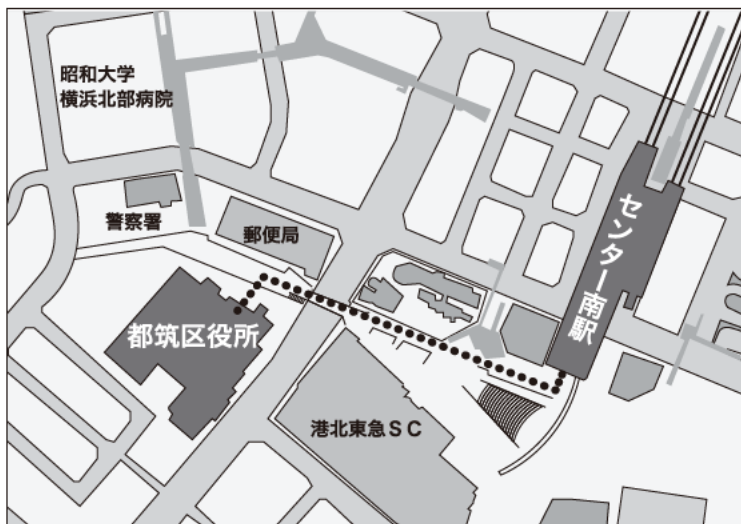 昭和大学
横浜北部病院
警察署
郵便局
センター南駅
都筑区役所
港北東急SC